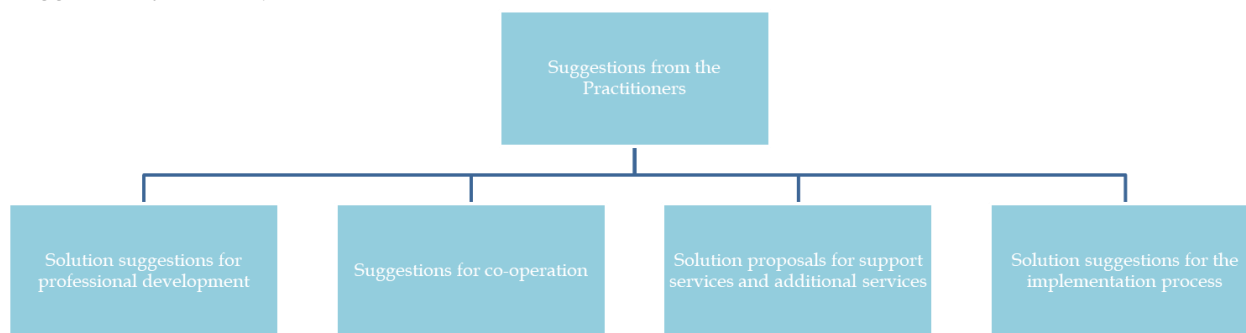 Suggestions from the
Practitioners
Solution suggestions for
professional development
Suggestions for co-operation
Solution proposals for support
services and additional services
Solution suggestions for the
implementation process